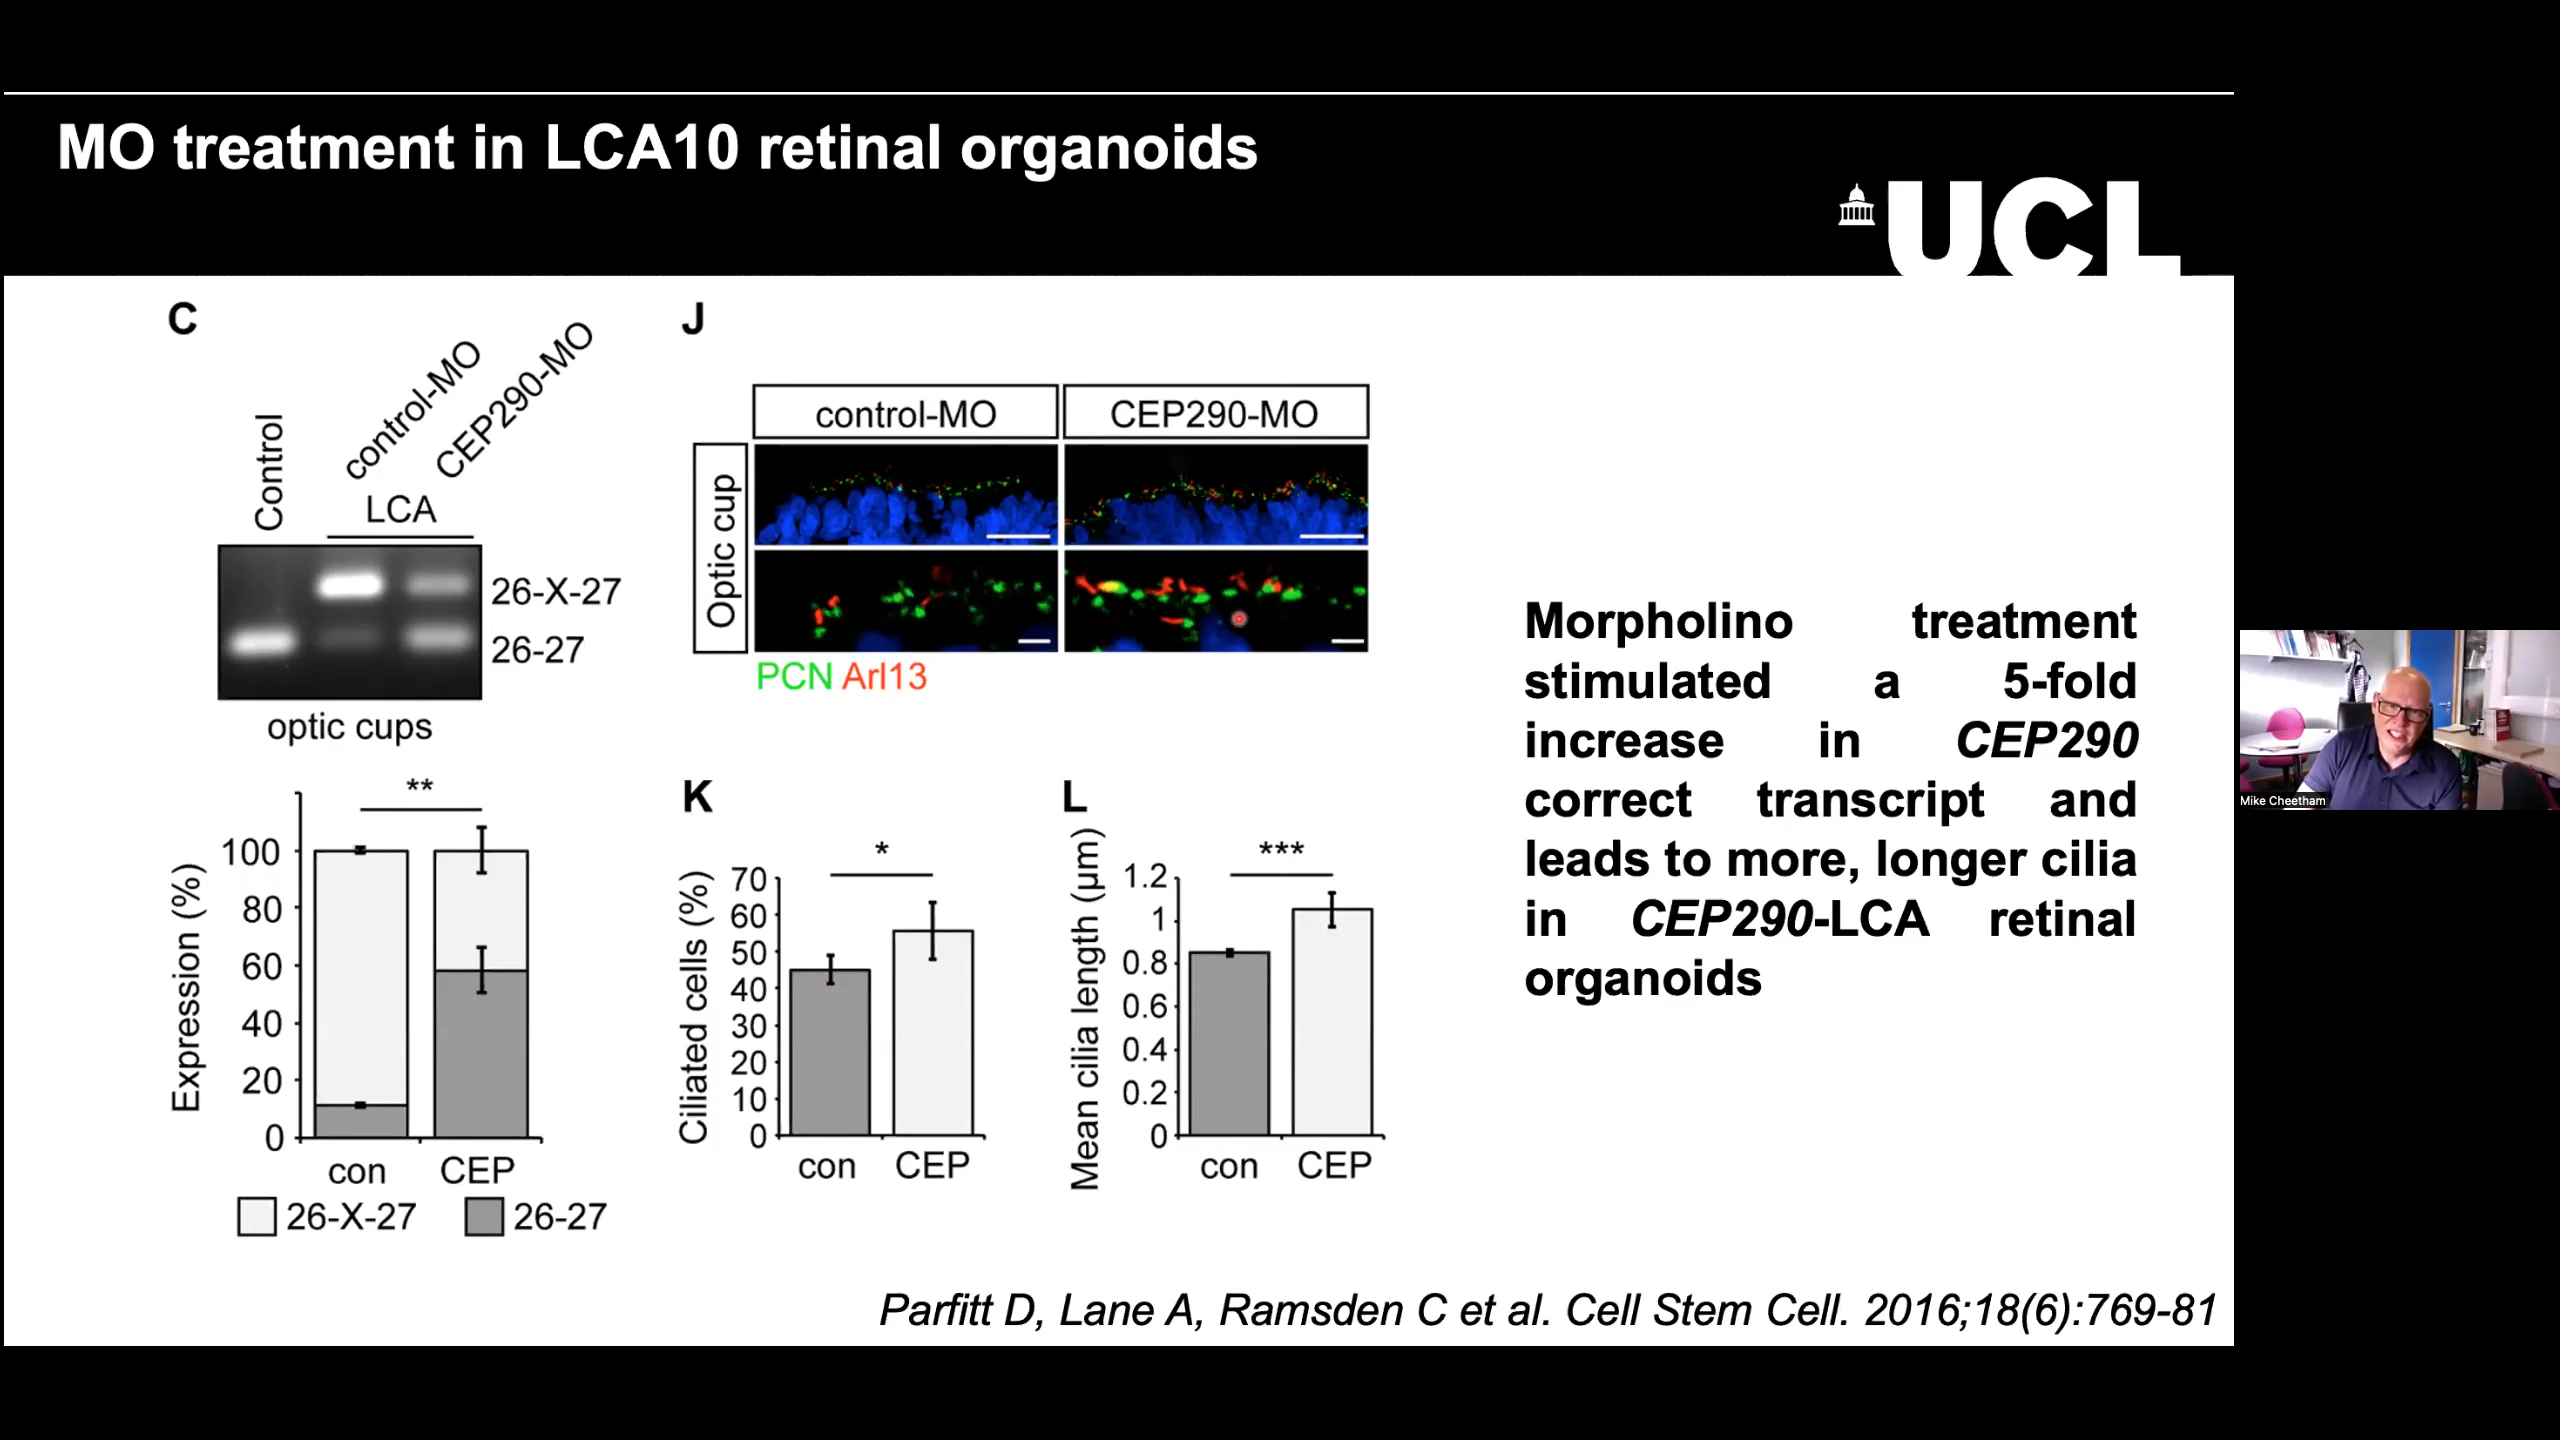 MO treatment in LCA10 retinal organoids
UCL
C
Control
control-MO
CEP290-MO
LCA
26-X-27
26-27
optic cups
**
Expression (%)
100
80
60
40
20
0
con CEP
26-X-27 26-27
J
control-MO CEP290-MO
Optic cup
PCN Arl13
K
*
Ciliated cells (%)
70
60
50
40
30
20
10
0
con CEP
L
***
Mean cilia length (μm)
1.2
1
0.8
0.6
0.4
0.2
0
con CEP
Morpholino treatment
stimulated a 5-fold
increase in CEP290
correct transcript and
leads to more, longer cilia
in CEP290-LCA retinal
organoids
Parfitt D, Lane A, Ramsden C et al. Cell Stem Cell. 2016;18(6):769-81
Mike Cheetham